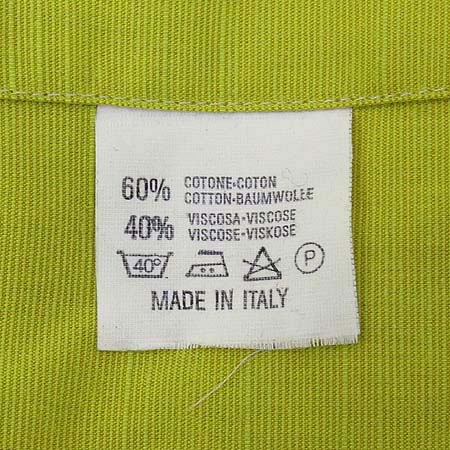 60% COTONE-COTON
COTTON-BAUMWOLLE
40% VISCOSA-VISCOSE
VISCOSE-VISKOSE
40° P
MADE IN ITALY